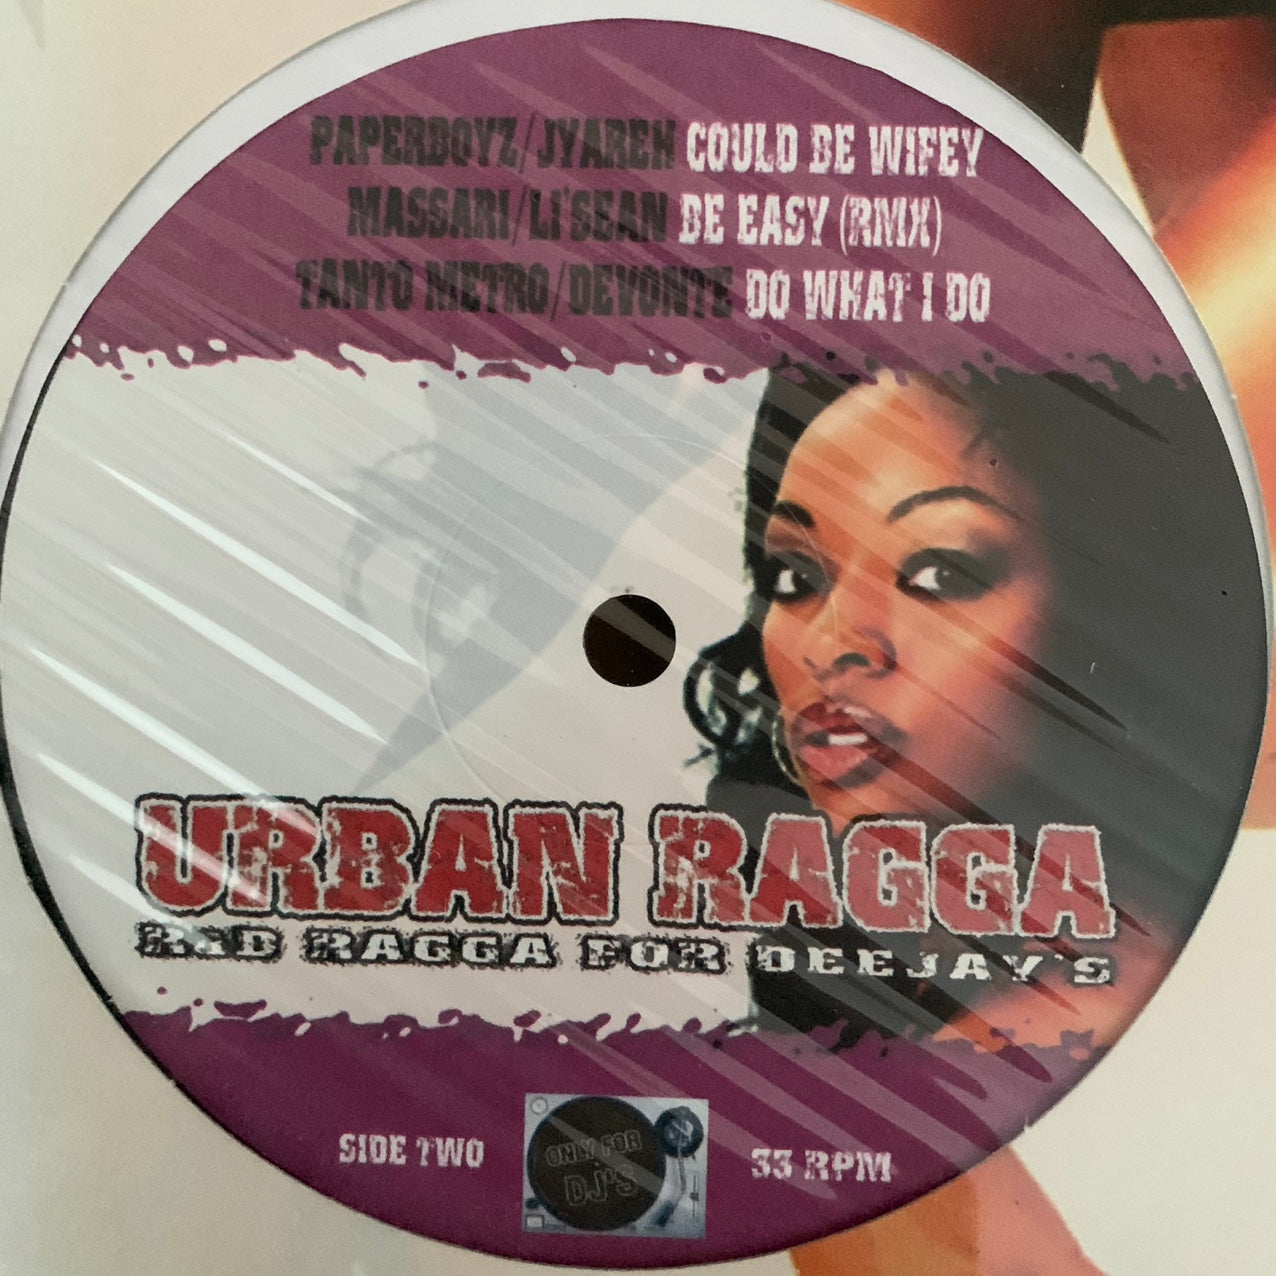 PAPERBOYZ/JYAREH COULD BE WIFEY
MASSARI/LI'SEAN BE EASY (RMX)
TANTO METRO/DEVONTE DO WHAT I DO
URBAN RAGGA
R&B RAGGA FOR DEEJAY'S
SIDE TWO
ONLY FOR
DJ'S
33 RPM